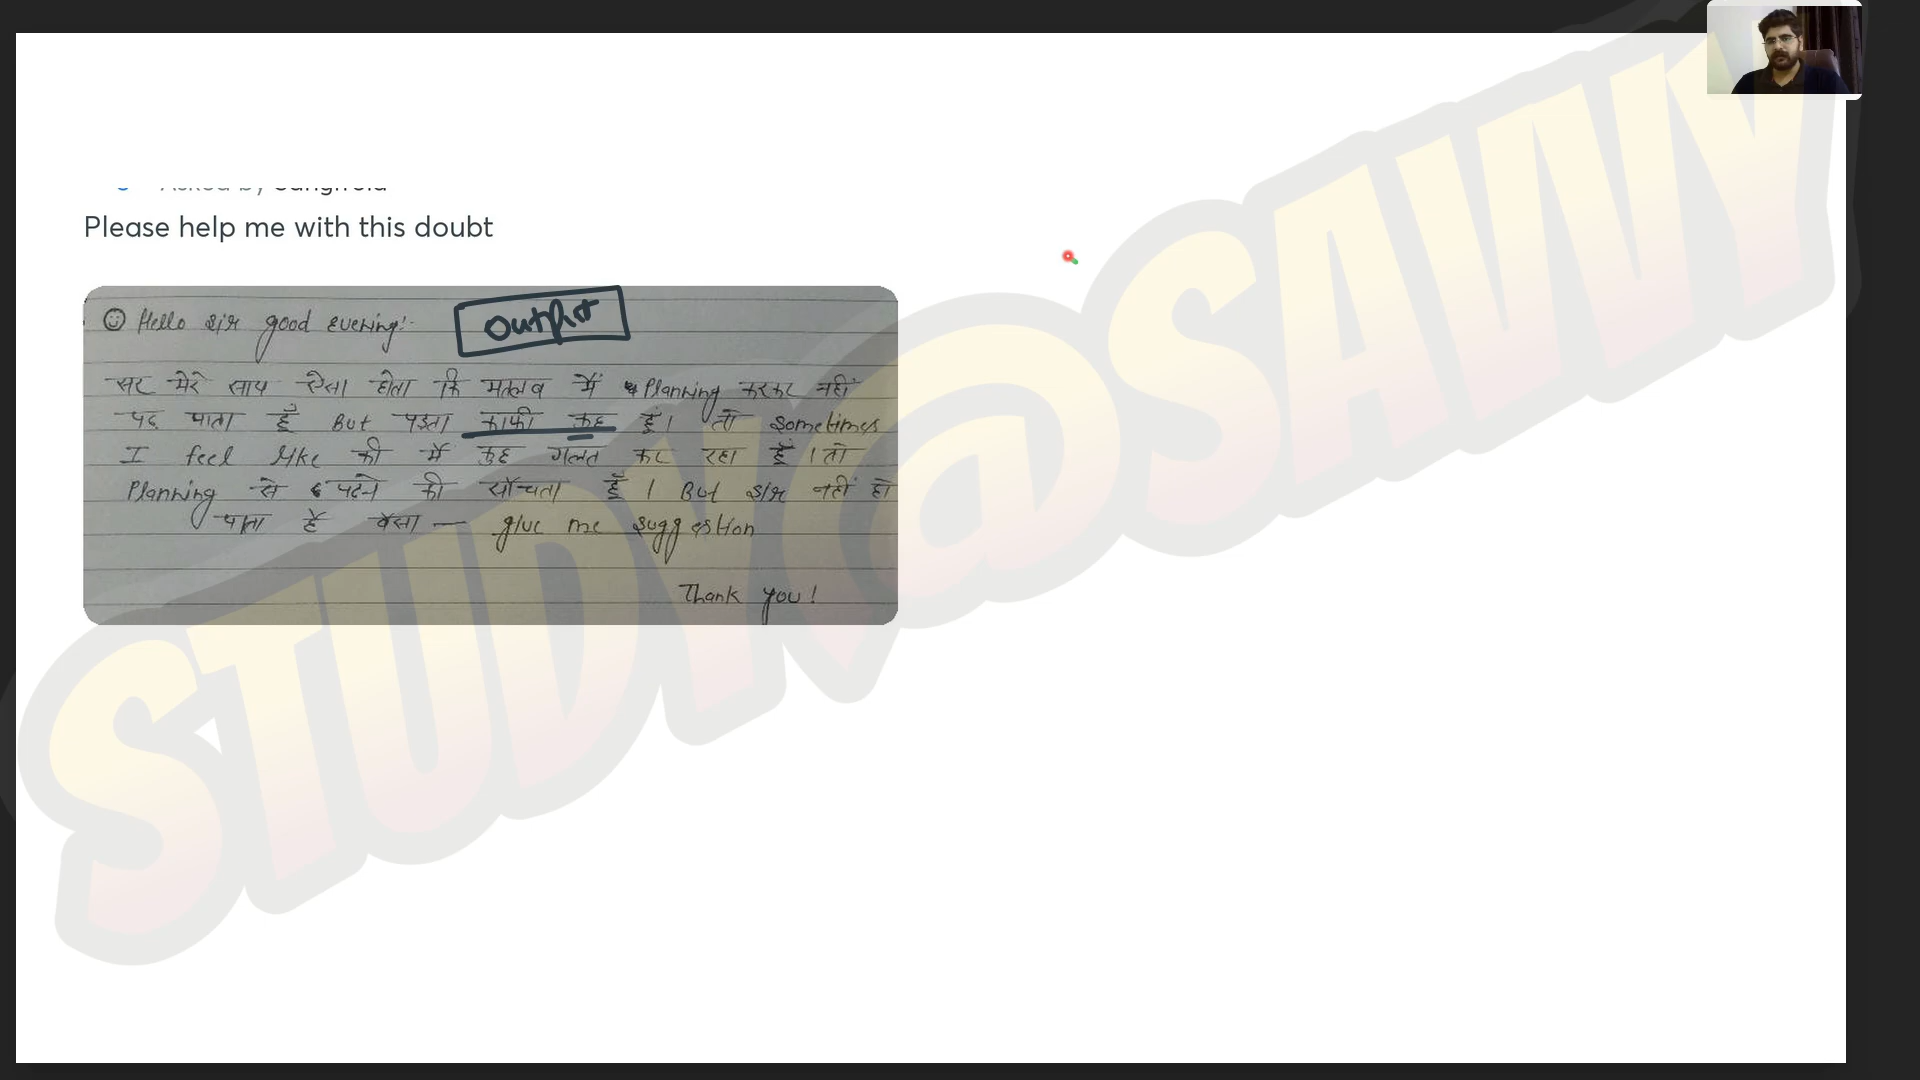 Please help me with this doubt
Hello sir good evening!
Output
सर मेरे साथ ऐसा होता कि मतलब मैं Planning करकर नहीं
पढ़ पाता हूँ But पढ़ता काफी कुछ हूं। तो sometimes
I feel like की मैं कुछ गलत कर रहा हूँ । तो
Planning से पढ़ने की सोंचता हूँ । But sir नहीं हो
पाता है वैसा — give me suggestion
Thank you!
STUDY@SAVVY